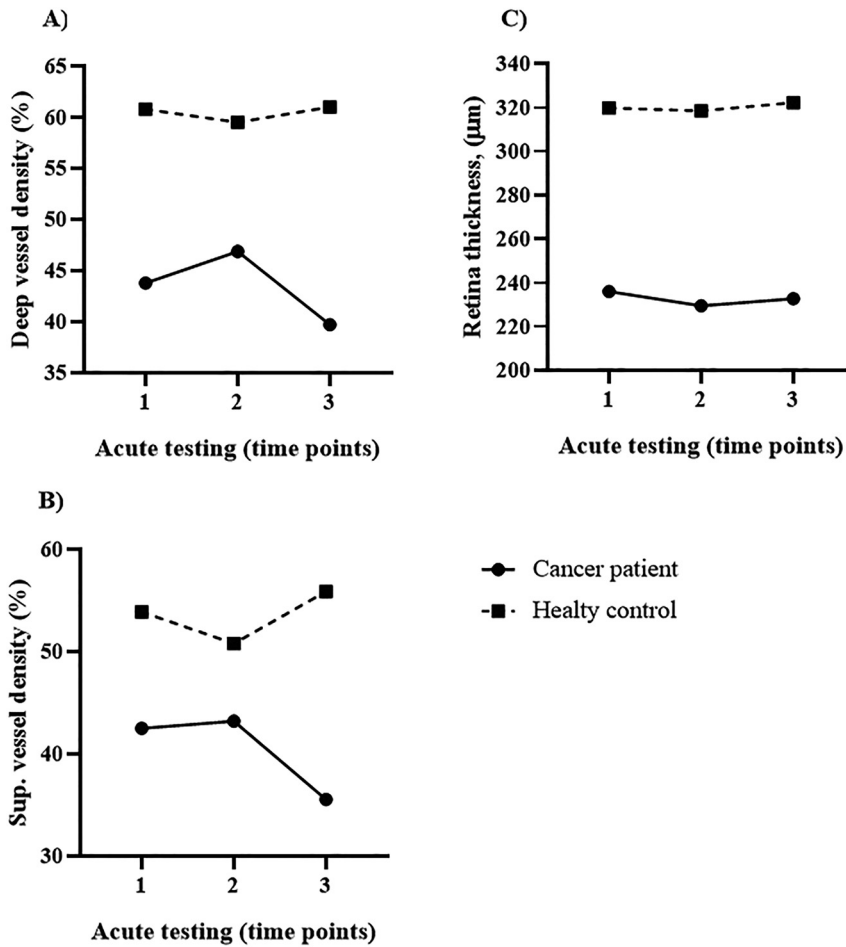 A)
65
60
55
50
45
40
35
Deep vessel density (%)
1 2 3
Acute testing (time points)
C)
340
320
300
280
260
240
220
200
Retina thickness, (µm)
1 2 3
Acute testing (time points)
B)
60
50
40
30
Sup. vessel density (%)
1 2 3
Acute testing (time points)
Cancer patient
Healty control